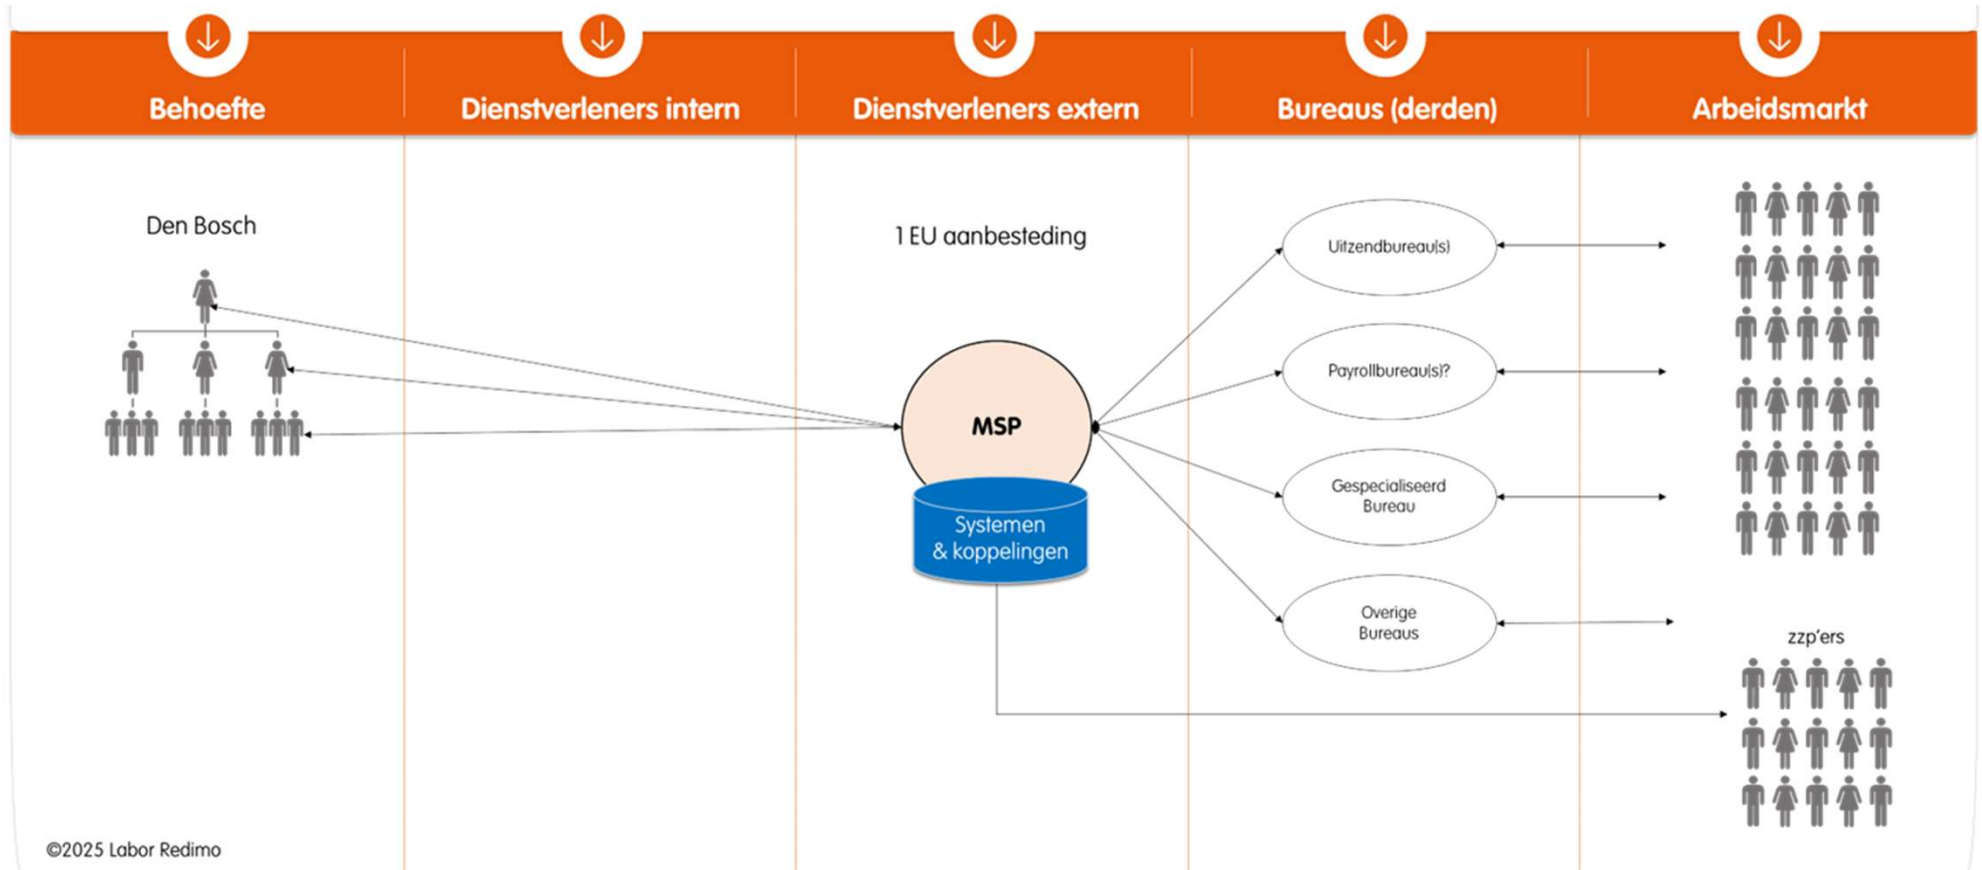 Behoefte
Dienstverleners intern
Dienstverleners extern
Bureaus (derden)
Arbeidsmarkt
Den Bosch
1 EU aanbesteding
MSP
Systemen
& koppelingen
Uitzendbureau(s)
Payrollbureau(s)?
Gespecialiseerd
Bureau
Overige
Bureaus
zzp'ers
©2025 Labor Redimo